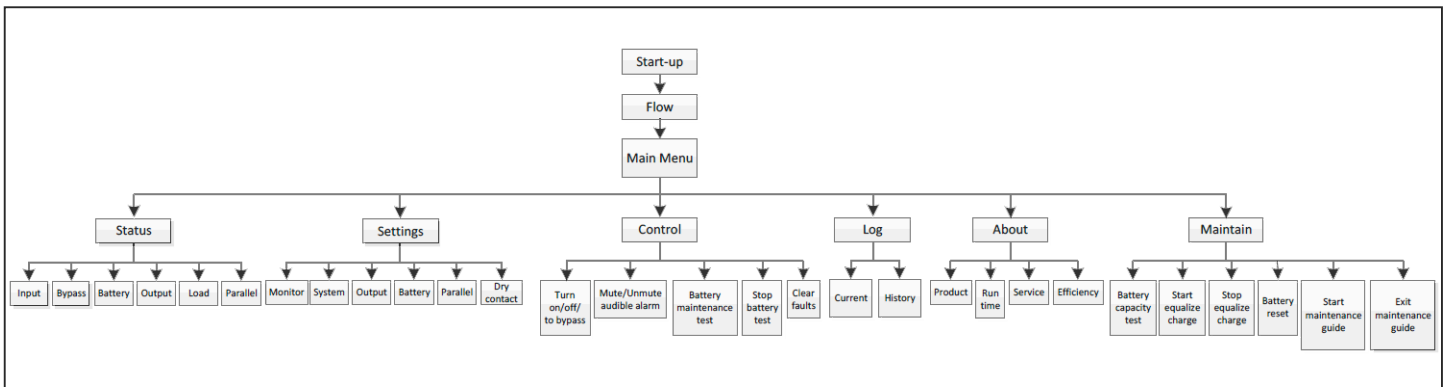 Start-up
Flow
Main Menu
Status
Settings
Control
Log
About
Maintain
Input
Bypass
Battery
Output
Load
Parallel
Monitor
System
Output
Battery
Parallel
Dry
contact
Turn
on/off/
to bypass
Mute/Unmute
audible alarm
Battery
maintenance
test
Stop
battery
test
Clear
faults
Current
History
Product
Run
time
Service
Efficiency
Battery
capacity
test
Start
equalize
charge
Stop
equalize
charge
Battery
reset
Start
maintenance
guide
Exit
maintenance
guide